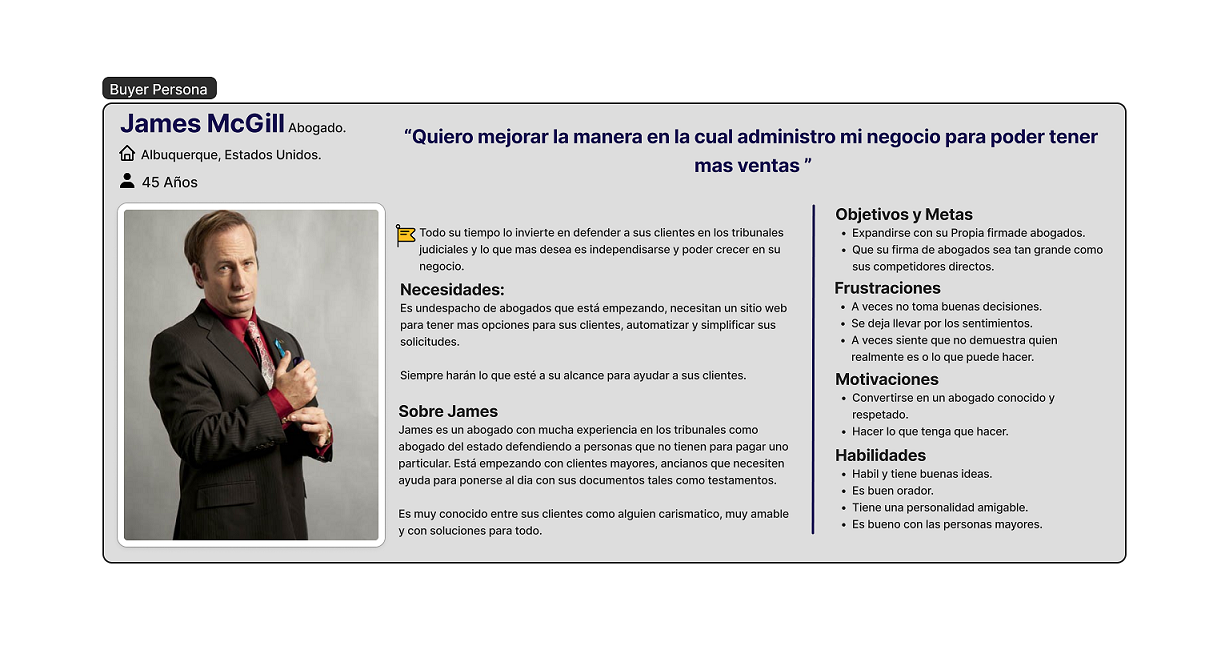 Buyer Persona
James McGill Abogado.
Albuquerque, Estados Unidos.
45 Años
“Quiero mejorar la manera en la cual administro mi negocio para poder tener
mas ventas ”
Todo su tiempo lo invierte en defender a sus clientes en los tribunales
judiciales y lo que mas desea es independisarse y poder crecer en su
negocio.
Necesidades:
Es undespacho de abogados que está empezando, necesitan un sitio web
para tener mas opciones para sus clientes, automatizar y simplificar sus
solicitudes.
Siempre harán lo que esté a su alcance para ayudar a sus clientes.
Sobre James
James es un abogado con mucha experiencia en los tribunales como
abogado del estado defendiendo a personas que no tienen para pagar uno
particular. Está empezando con clientes mayores, ancianos que necesiten
ayuda para ponerse al dia con sus documentos tales como testamentos.
Es muy conocido entre sus clientes como alguien carismatico, muy amable
y con soluciones para todo.
Objetivos y Metas
• Expandirse con su Propia firmade abogados.
• Que su firma de abogados sea tan grande como
sus competidores directos.
Frustraciones
• A veces no toma buenas decisiones.
• Se deja llevar por los sentimientos.
• A veces siente que no demuestra quien
realmente es o lo que puede hacer.
Motivaciones
• Convertirse en un abogado conocido y
respetado.
• Hacer lo que tenga que hacer.
Habilidades
• Habil y tiene buenas ideas.
• Es buen orador.
• Tiene una personalidad amigable.
• Es bueno con las personas mayores.